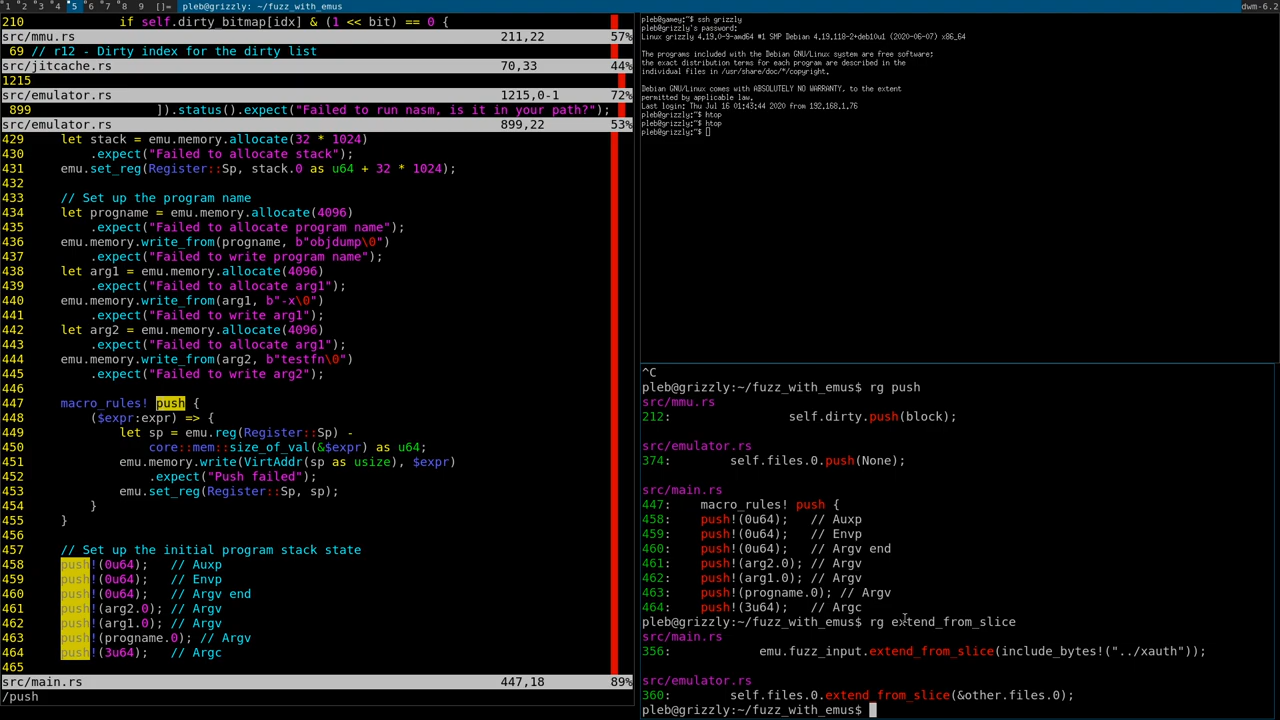 1 2 3 4 5 6 7 8 9 []= pleb@grizzly: ~/fuzz_with_emus dwm-6.2
210 if self.dirty_bitmap[idx] & (1 << bit) == 0 {
src/mmu.rs 211,22 57%
69 // r12 - Dirty index for the dirty list
src/jitcache.rs 70,33 44%
1215
src/emulator.rs 1215,0-1 72%
899 ]).status().expect("Failed to run nasm, is it in your path?");
src/emulator.rs 899,22 53%
429 let stack = emu.memory.allocate(32 * 1024)
430 .expect("Failed to allocate stack");
431 emu.set_reg(Register::Sp, stack.0 as u64 + 32 * 1024);
432
433 // Set up the program name
434 let progname = emu.memory.allocate(4096)
435 .expect("Failed to allocate program name");
436 emu.memory.write_from(progname, b"objdump\0")
437 .expect("Failed to write program name");
438 let arg1 = emu.memory.allocate(4096)
439 .expect("Failed to allocate arg1");
440 emu.memory.write_from(arg1, b"-x\0")
441 .expect("Failed to write arg1");
442 let arg2 = emu.memory.allocate(4096)
443 .expect("Failed to allocate arg1");
444 emu.memory.write_from(arg2, b"testfn\0")
445 .expect("Failed to write arg2");
446
447 macro_rules! push {
448 ($expr:expr) => {
449 let sp = emu.reg(Register::Sp) -
450 core::mem::size_of_val(&$expr) as u64;
451 emu.memory.write(VirtAddr(sp as usize), $expr)
452 .expect("Push failed");
453 emu.set_reg(Register::Sp, sp);
454 }
455 }
456
457 // Set up the initial program stack state
458 push!(0u64); // Auxp
459 push!(0u64); // Envp
460 push!(0u64); // Argv end
461 push!(arg2.0); // Argv
462 push!(arg1.0); // Argv
463 push!(progname.0); // Argv
464 push!(3u64); // Argc
465
src/main.rs 447,18 89%
/push
pleb@gamey:~$ ssh grizzly
pleb@grizzly's password:
Linux grizzly 4.19.0-9-amd64 #1 SMP Debian 4.19.118-2+deb10u1 (2020-06-07) x86_64
The programs included with the Debian GNU/Linux system are free software;
the exact distribution terms for each program are described in the
individual files in /usr/share/doc/*/copyright.
Debian GNU/Linux comes with ABSOLUTELY NO WARRANTY, to the extent
permitted by applicable law.
Last login: Thu Jul 16 01:43:44 2020 from 192.168.1.76
pleb@grizzly:~$ htop
pleb@grizzly:~$ htop
pleb@grizzly:~$
^C
pleb@grizzly:~/fuzz_with_emus$ rg push
src/mmu.rs
212: self.dirty.push(block);
src/emulator.rs
374: self.files.0.push(None);
src/main.rs
447: macro_rules! push {
458: push!(0u64); // Auxp
459: push!(0u64); // Envp
460: push!(0u64); // Argv end
461: push!(arg2.0); // Argv
462: push!(arg1.0); // Argv
463: push!(progname.0); // Argv
464: push!(3u64); // Argc
pleb@grizzly:~/fuzz_with_emus$ rg extend_from_slice
src/main.rs
356: emu.fuzz_input.extend_from_slice(include_bytes!("../xauth"));
src/emulator.rs
360: self.files.0.extend_from_slice(&other.files.0);
pleb@grizzly:~/fuzz_with_emus$